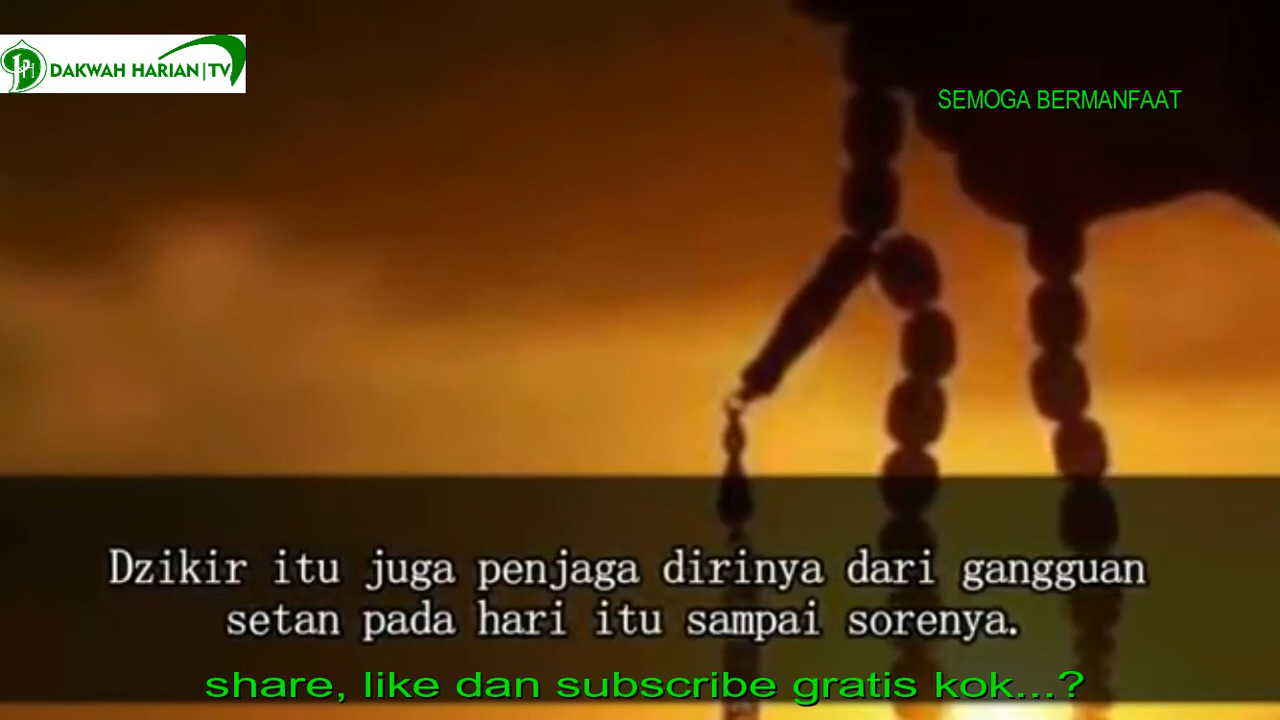 DAKWAH HARIAN|TV
SEMOGA BERMANFAAT
Dzikir itu juga penjaga dirinya dari gangguan
setan pada hari itu sampai sorenya.
share, like dan subscribe gratis kok...?